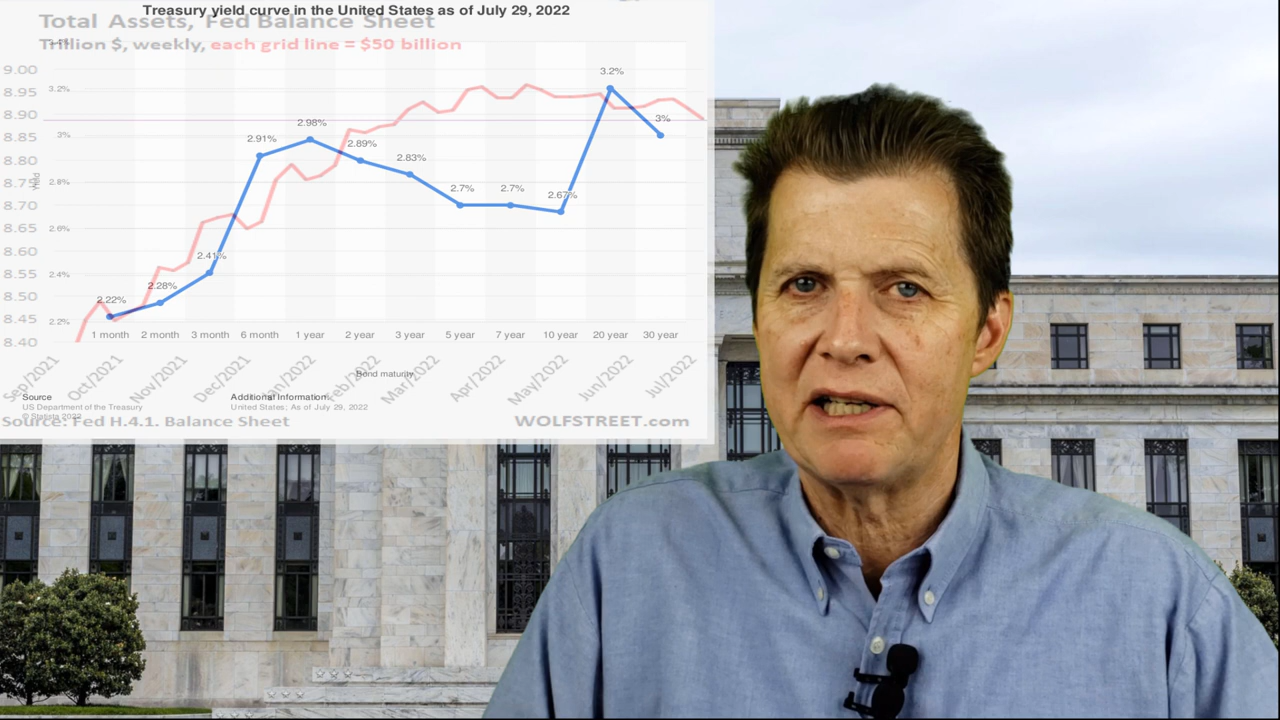 Treasury yield curve in the United States as of July 29, 2022
Total Assets, Fed Balance Sheet
Trillion $, weekly, each grid line = $50 billion
9.00
8.90
8.80
8.75
8.70
8.60
8.55
8.50
8.45
8.40
3.2%
3%
2.8%
2.6%
2.4%
2.2%
Yield
2.22%
2.28%
2.41%
2.91%
2.98%
2.89%
2.83%
2.7%
2.7%
2.67%
3.2%
3%
1 month 2 month 3 month 6 month 1 year 2 year 3 year 5 year 7 year 10 year 20 year 30 year
Sep/2021 Oct/2021 Nov/2021 Dec/2021 Jan/2022 Feb/2022 Mar/2022 Apr/2022 May/2022 Jun/2022 Jul/2022
Bond maturity
Source
US Department of the Treasury
© Statista 2022
Additional Information:
United States; As of July 29, 2022
Source: Fed H.4.1. Balance Sheet
WOLFSTREET.com